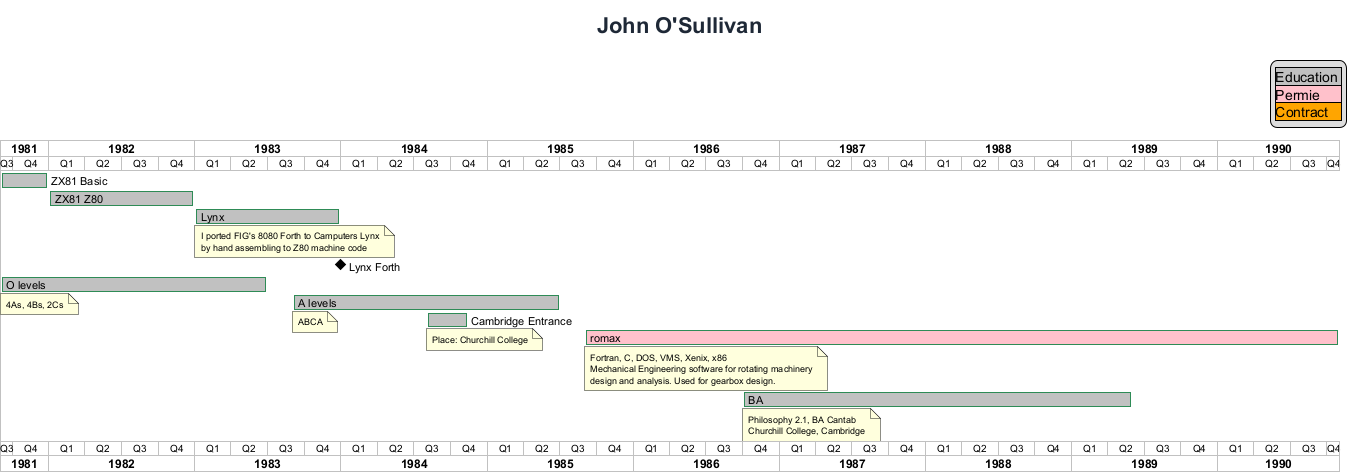 John O'Sullivan
Education
Permie
Contract
1981 1982 1983 1984 1985 1986 1987 1988 1989 1990
Q3 Q4 Q1 Q2 Q3 Q4 Q1 Q2 Q3 Q4 Q1 Q2 Q3 Q4 Q1 Q2 Q3 Q4 Q1 Q2 Q3 Q4 Q1 Q2 Q3 Q4 Q1 Q2 Q3 Q4 Q1 Q2 Q3 Q4 Q1 Q2 Q3 Q4
ZX81 Basic
ZX81 Z80
Lynx
I ported FIG's 8080 Forth to Camputers Lynx
by hand assembling to Z80 machine code
Lynx Forth
O levels
4As, 4Bs, 2Cs
A levels
ABCA
Cambridge Entrance
Place: Churchill College
romax
Fortran, C, DOS, VMS, Xenix, x86
Mechanical Engineering software for rotating machinery
design and analysis. Used for gearbox design.
BA
Philosophy 2.1, BA Cantab
Churchill College, Cambridge
Q3 Q4 Q1 Q2 Q3 Q4 Q1 Q2 Q3 Q4 Q1 Q2 Q3 Q4 Q1 Q2 Q3 Q4 Q1 Q2 Q3 Q4 Q1 Q2 Q3 Q4 Q1 Q2 Q3 Q4 Q1 Q2 Q3 Q4 Q1 Q2 Q3 Q4
1981 1982 1983 1984 1985 1986 1987 1988 1989 1990